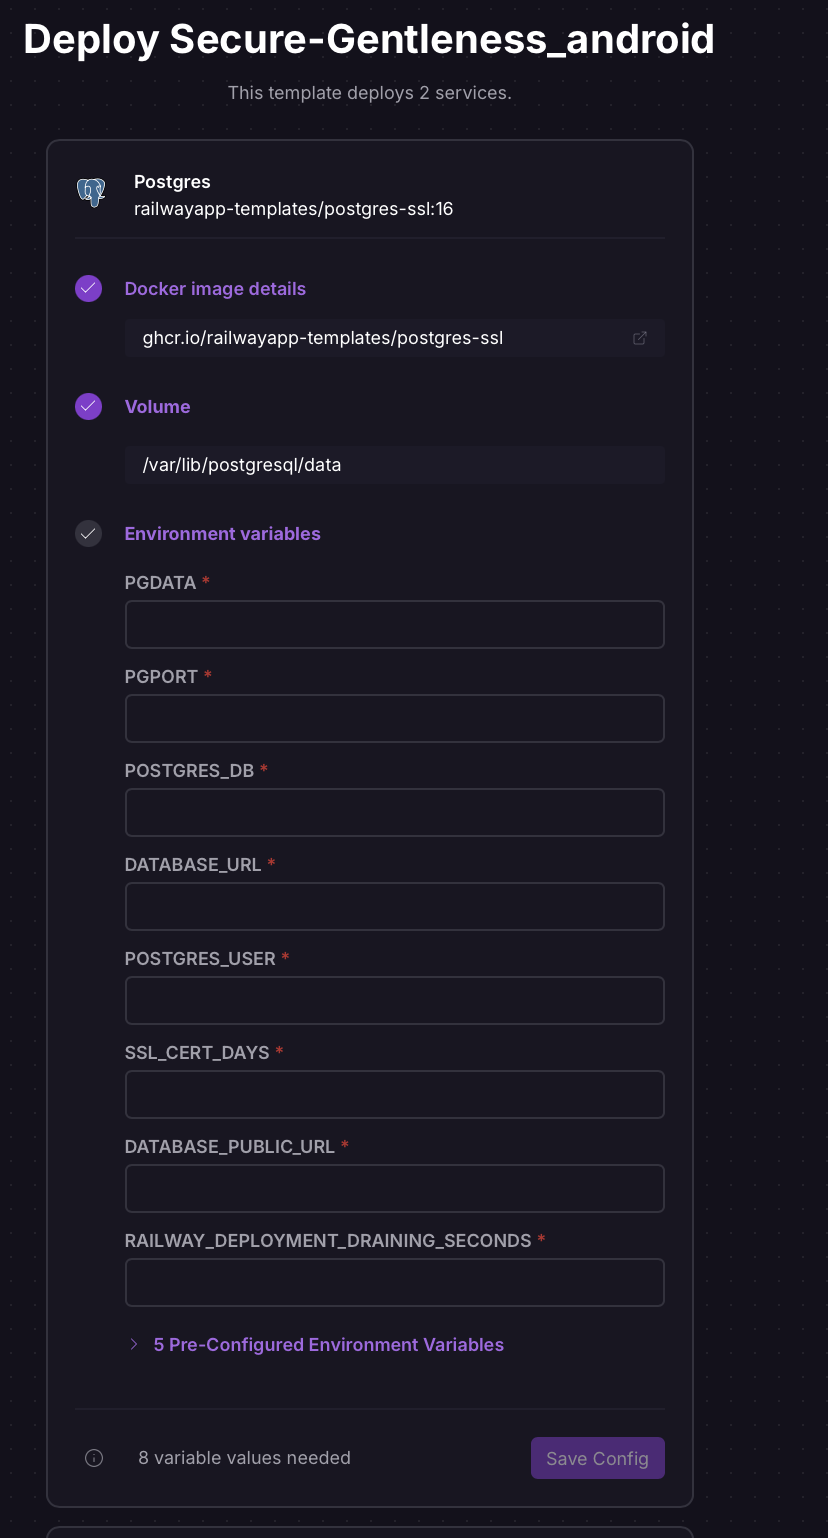 Deploy Secure-Gentleness_android
This template deploys 2 services.
Postgres
railwayapp-templates/postgres-ssl:16
Docker image details
ghcr.io/railwayapp-templates/postgres-ssl
Volume
/var/lib/postgresql/data
Environment variables
PGDATA *
PGPORT *
POSTGRES_DB *
DATABASE_URL *
POSTGRES_USER *
SSL_CERT_DAYS *
DATABASE_PUBLIC_URL *
RAILWAY_DEPLOYMENT_DRAINING_SECONDS *
5 Pre-Configured Environment Variables
8 variable values needed
Save Config